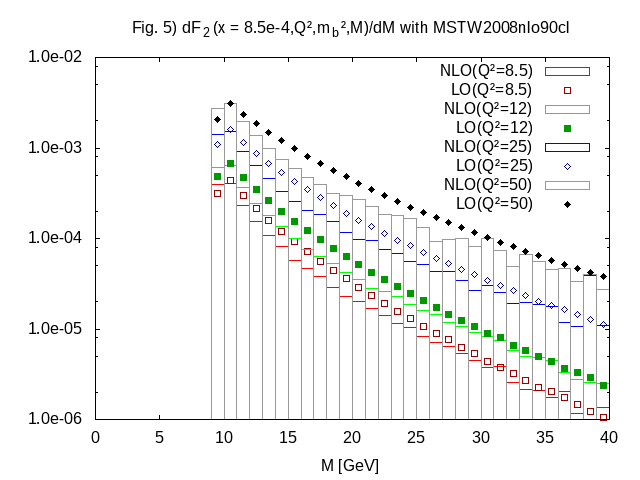 Fig. 5) dF₂(x = 8.5e-4,Q²,m_b²,M)/dM with MSTW2008nlo90cl
1.0e-02
1.0e-03
1.0e-04
1.0e-05
1.0e-06
NLO(Q²=8.5)
LO(Q²=8.5)
NLO(Q²=12)
LO(Q²=12)
NLO(Q²=25)
LO(Q²=25)
NLO(Q²=50)
LO(Q²=50)
0 5 10 15 20 25 30 35 40
M [GeV]